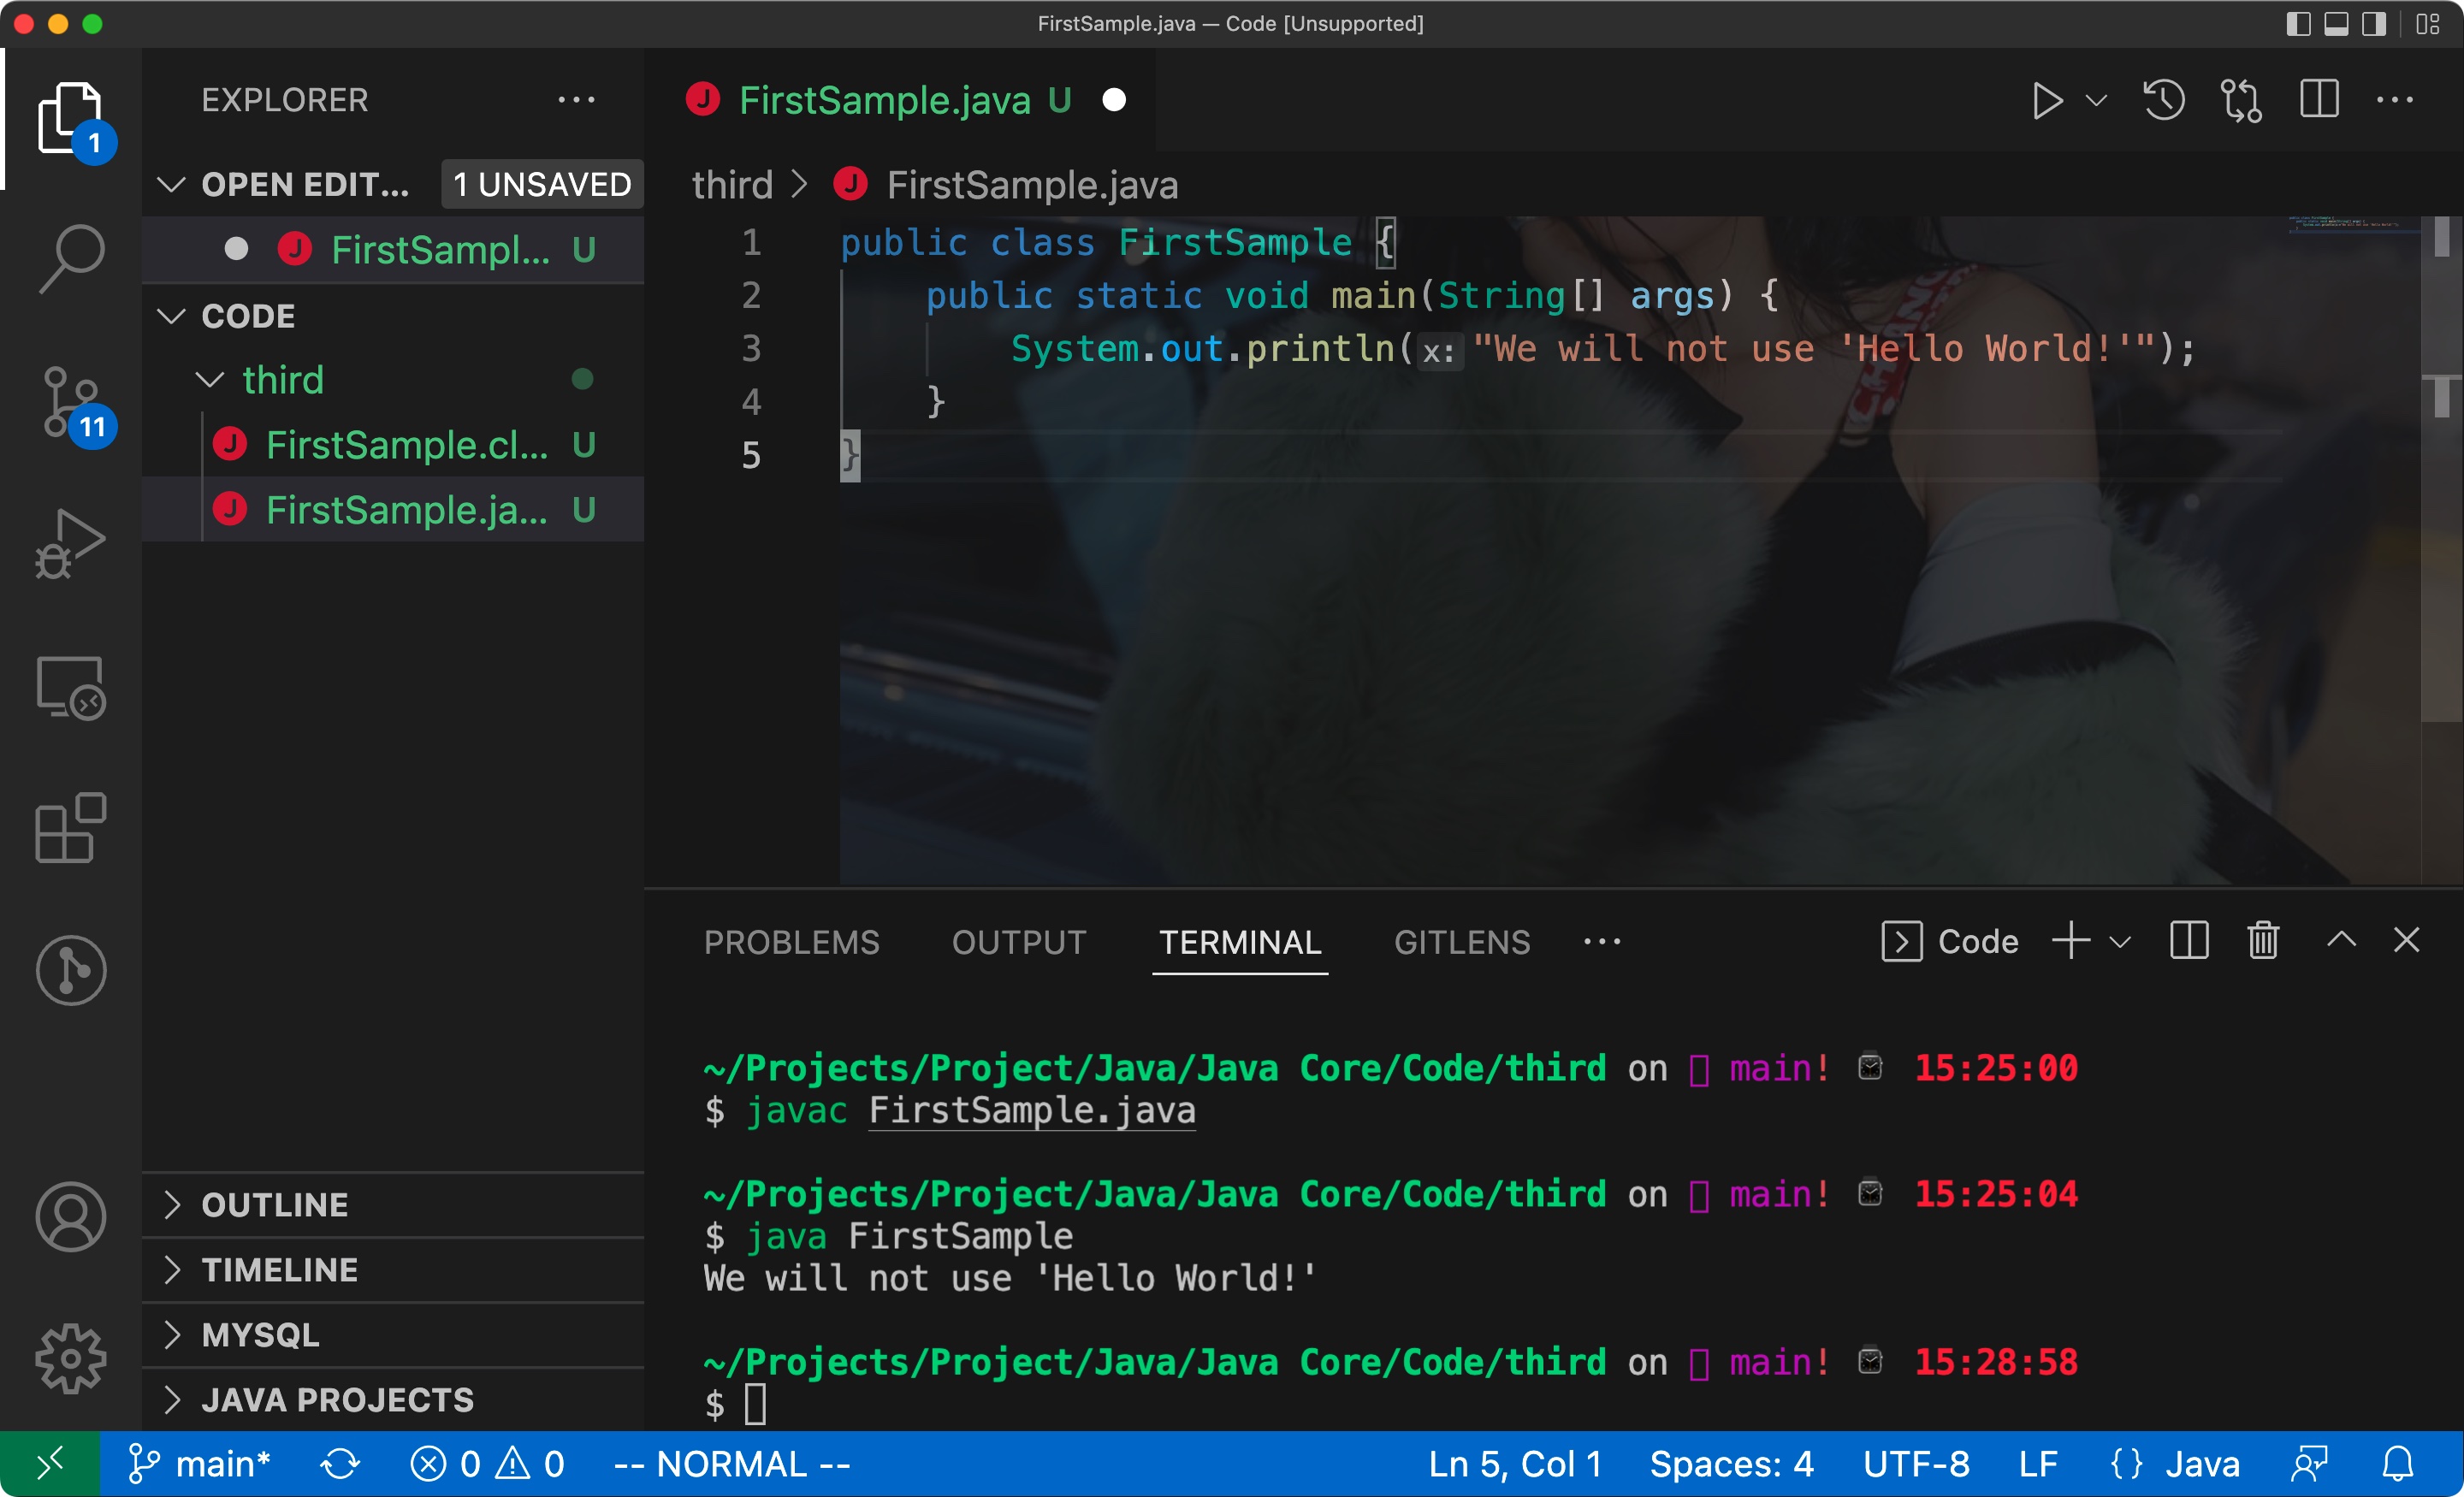 FirstSample.java — Code [Unsupported]
EXPLORER
1
OPEN EDIT... 1 UNSAVED
FirstSampl... U
CODE
third
11
FirstSample.cl... U
FirstSample.ja... U
OUTLINE
TIMELINE
MYSQL
JAVA PROJECTS
FirstSample.java U
third > FirstSample.java
1 public class FirstSample {
2 public static void main(String[] args) {
3 System.out.println(x: "We will not use 'Hello World!'");
4 }
5 }
PROBLEMS OUTPUT TERMINAL GITLENS ... Code
~/Projects/Project/Java/Java Core/Code/third on main! 15:25:00
$ javac FirstSample.java
~/Projects/Project/Java/Java Core/Code/third on main! 15:25:04
$ java FirstSample
We will not use 'Hello World!'
~/Projects/Project/Java/Java Core/Code/third on main! 15:28:58
$
main* 0 0 -- NORMAL -- Ln 5, Col 1 Spaces: 4 UTF-8 LF {} Java